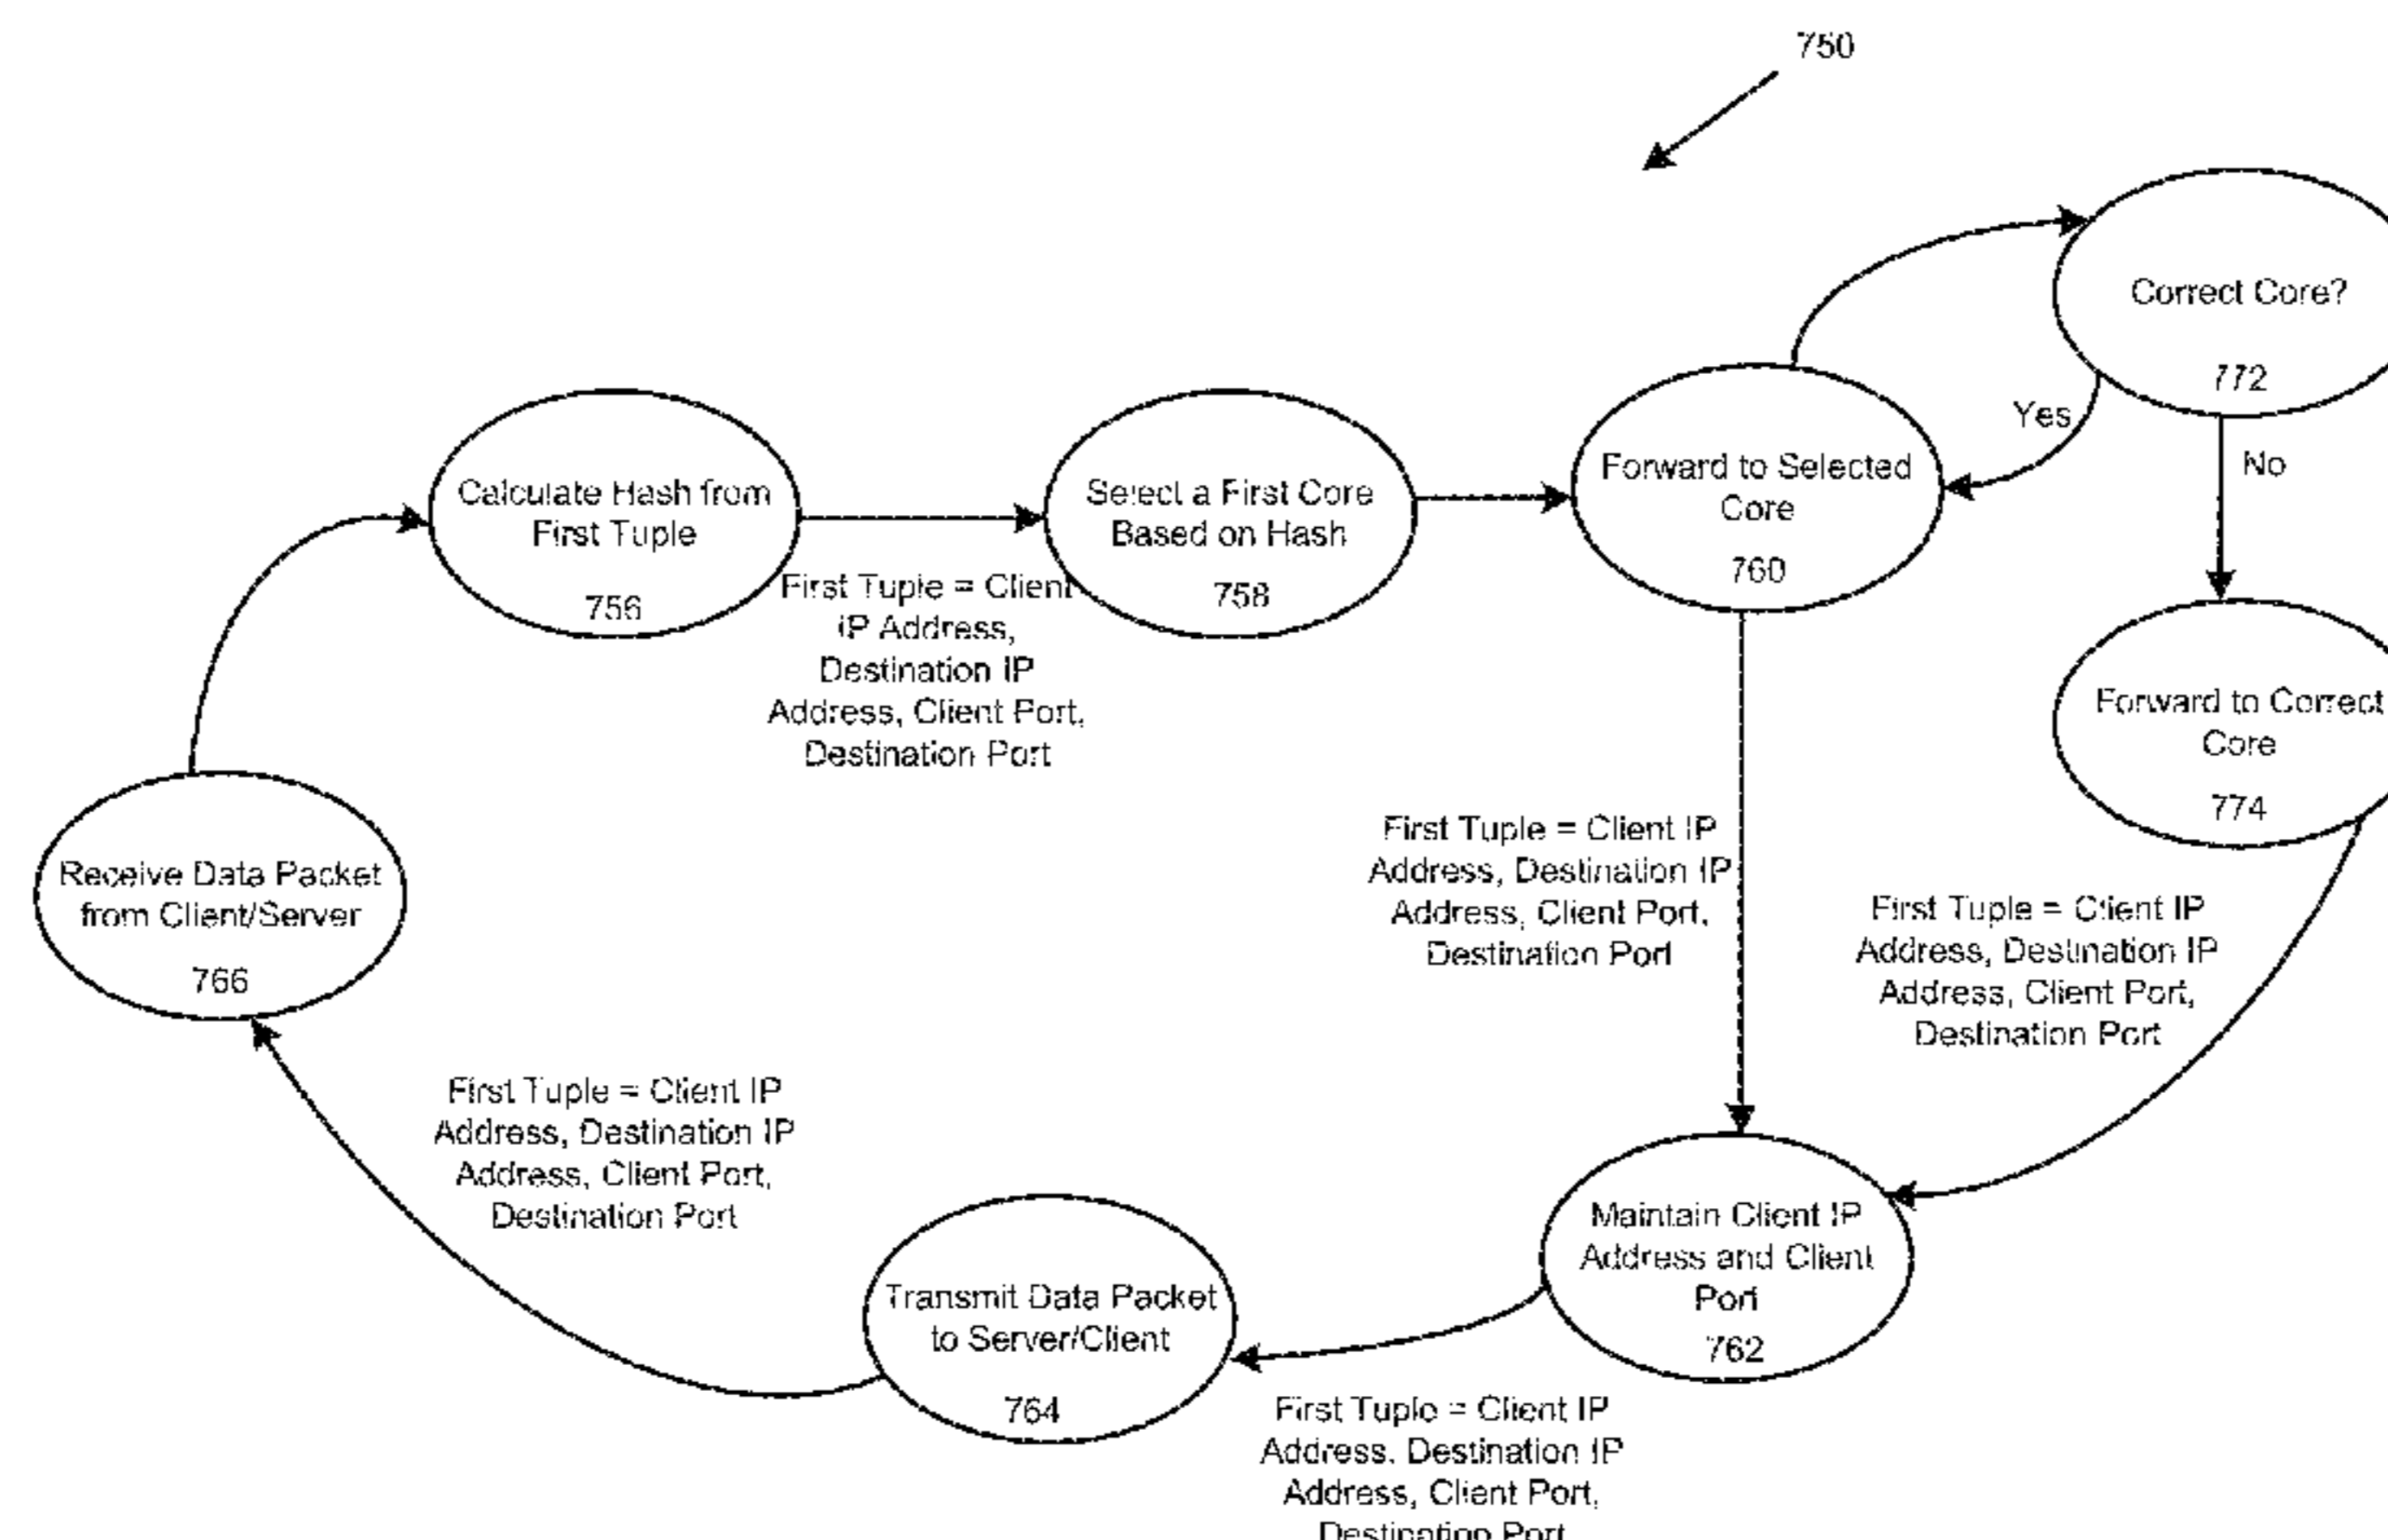 750
Correct Core?
772
Yes
No
Calculate Hash from
First Tuple
756
First Tuple = Client
IP Address,
Destination IP
Address, Client Port,
Destination Port
Select a First Core
Based on Hash
758
Forward to Selected
Core
760
Forward to Correct
Core
774
Receive Data Packet
from Client/Server
766
First Tuple = Client IP
Address, Destination IP
Address, Client Port,
Destination Port
First Tuple = Client IP
Address, Destination IP
Address, Client Port,
Destination Port
First Tuple = Client IP
Address, Destination IP
Address, Client Port,
Destination Port
Maintain Client IP
Address and Client
Port
762
Transmit Data Packet
to Server/Client
764
First Tuple = Client IP
Address, Destination IP
Address, Client Port,
Destination Port